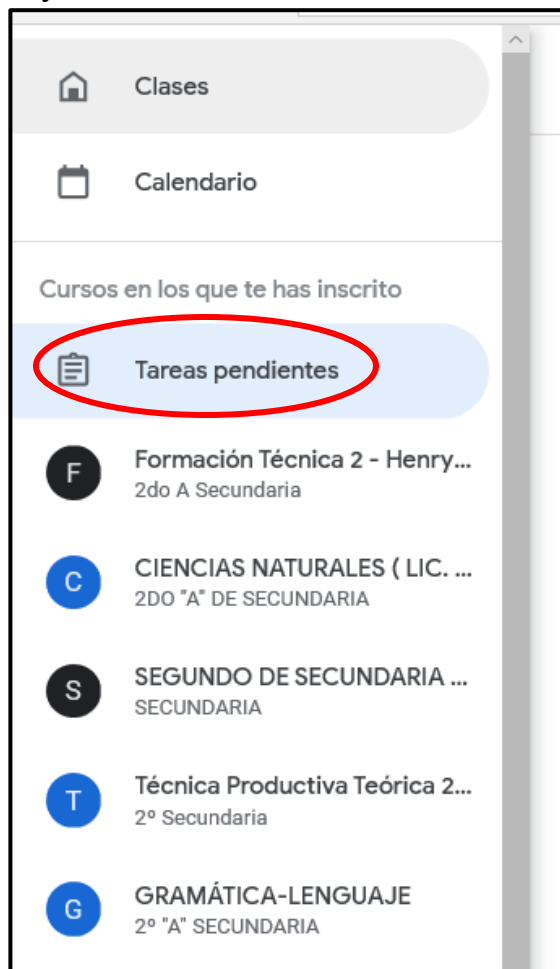 Clases
Calendario
Cursos en los que te has inscrito
Tareas pendientes
F
Formación Técnica 2 - Henry...
2do A Secundaria
C
CIENCIAS NATURALES ( LIC. ...
2DO "A" DE SECUNDARIA
S
SEGUNDO DE SECUNDARIA ...
SECUNDARIA
T
Técnica Productiva Teórica 2...
2º Secundaria
G
GRAMÁTICA-LENGUAJE
2º "A" SECUNDARIA